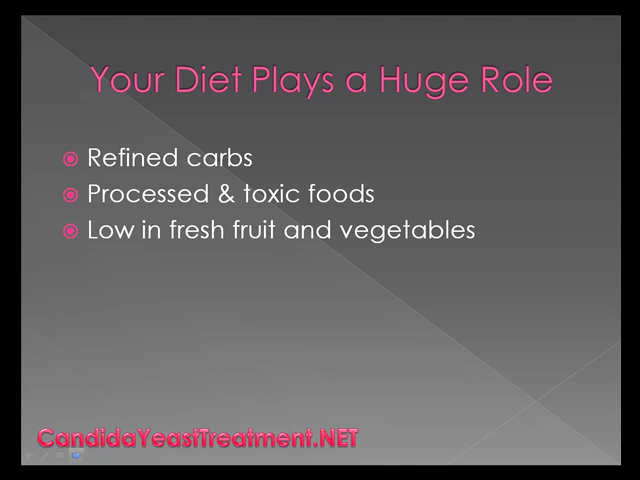 Your Diet Plays a Huge Role
Refined carbs
Processed & toxic foods
Low in fresh fruit and vegetables
CandidaYeastTreatment.NET